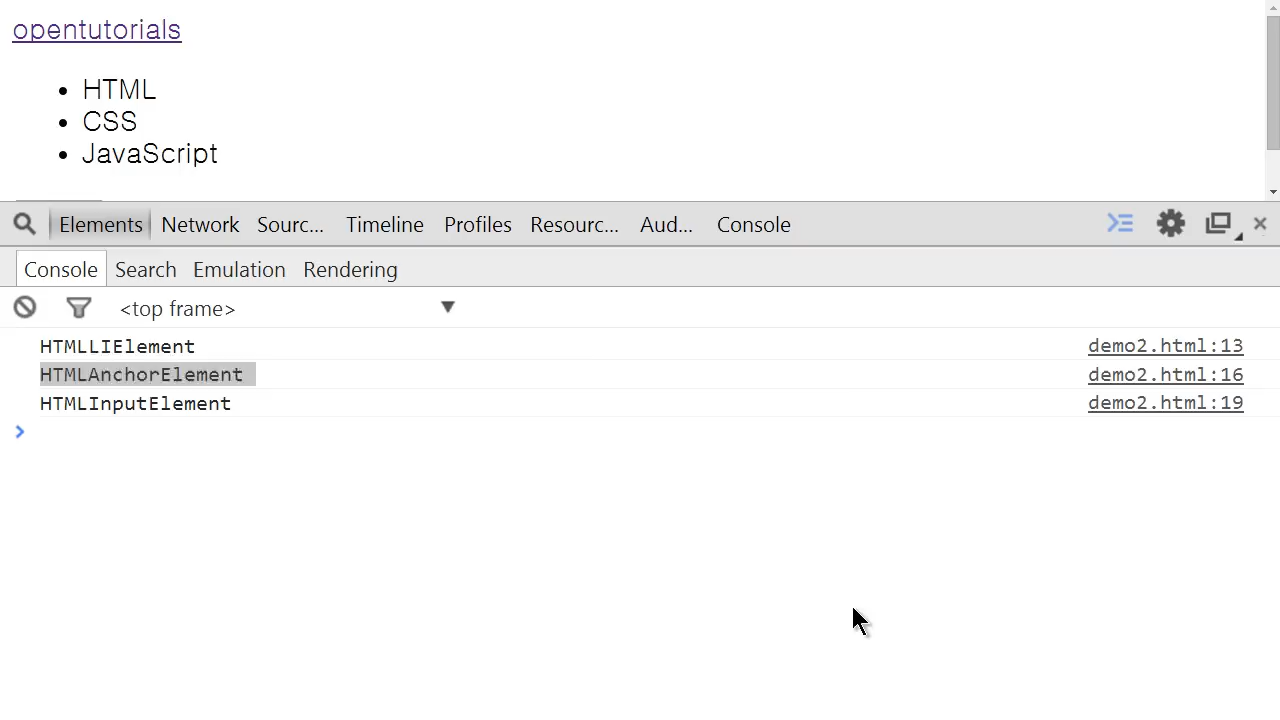 opentutorials
• HTML
• CSS
• JavaScript
Elements Network Sourc... Timeline Profiles Resourc... Aud... Console
Console Search Emulation Rendering
<top frame>
HTMLLIElement demo2.html:13
HTMLAnchorElement demo2.html:16
HTMLInputElement demo2.html:19